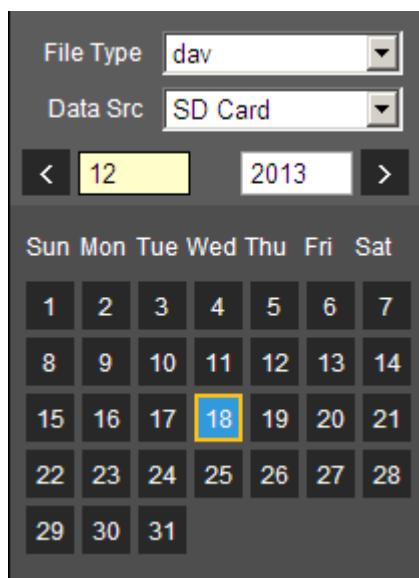 File Type dav
Data Src SD Card
< 12 2013 >
Sun Mon Tue Wed Thu Fri Sat
1 2 3 4 5 6 7
8 9 10 11 12 13 14
15 16 17 18 19 20 21
22 23 24 25 26 27 28
29 30 31